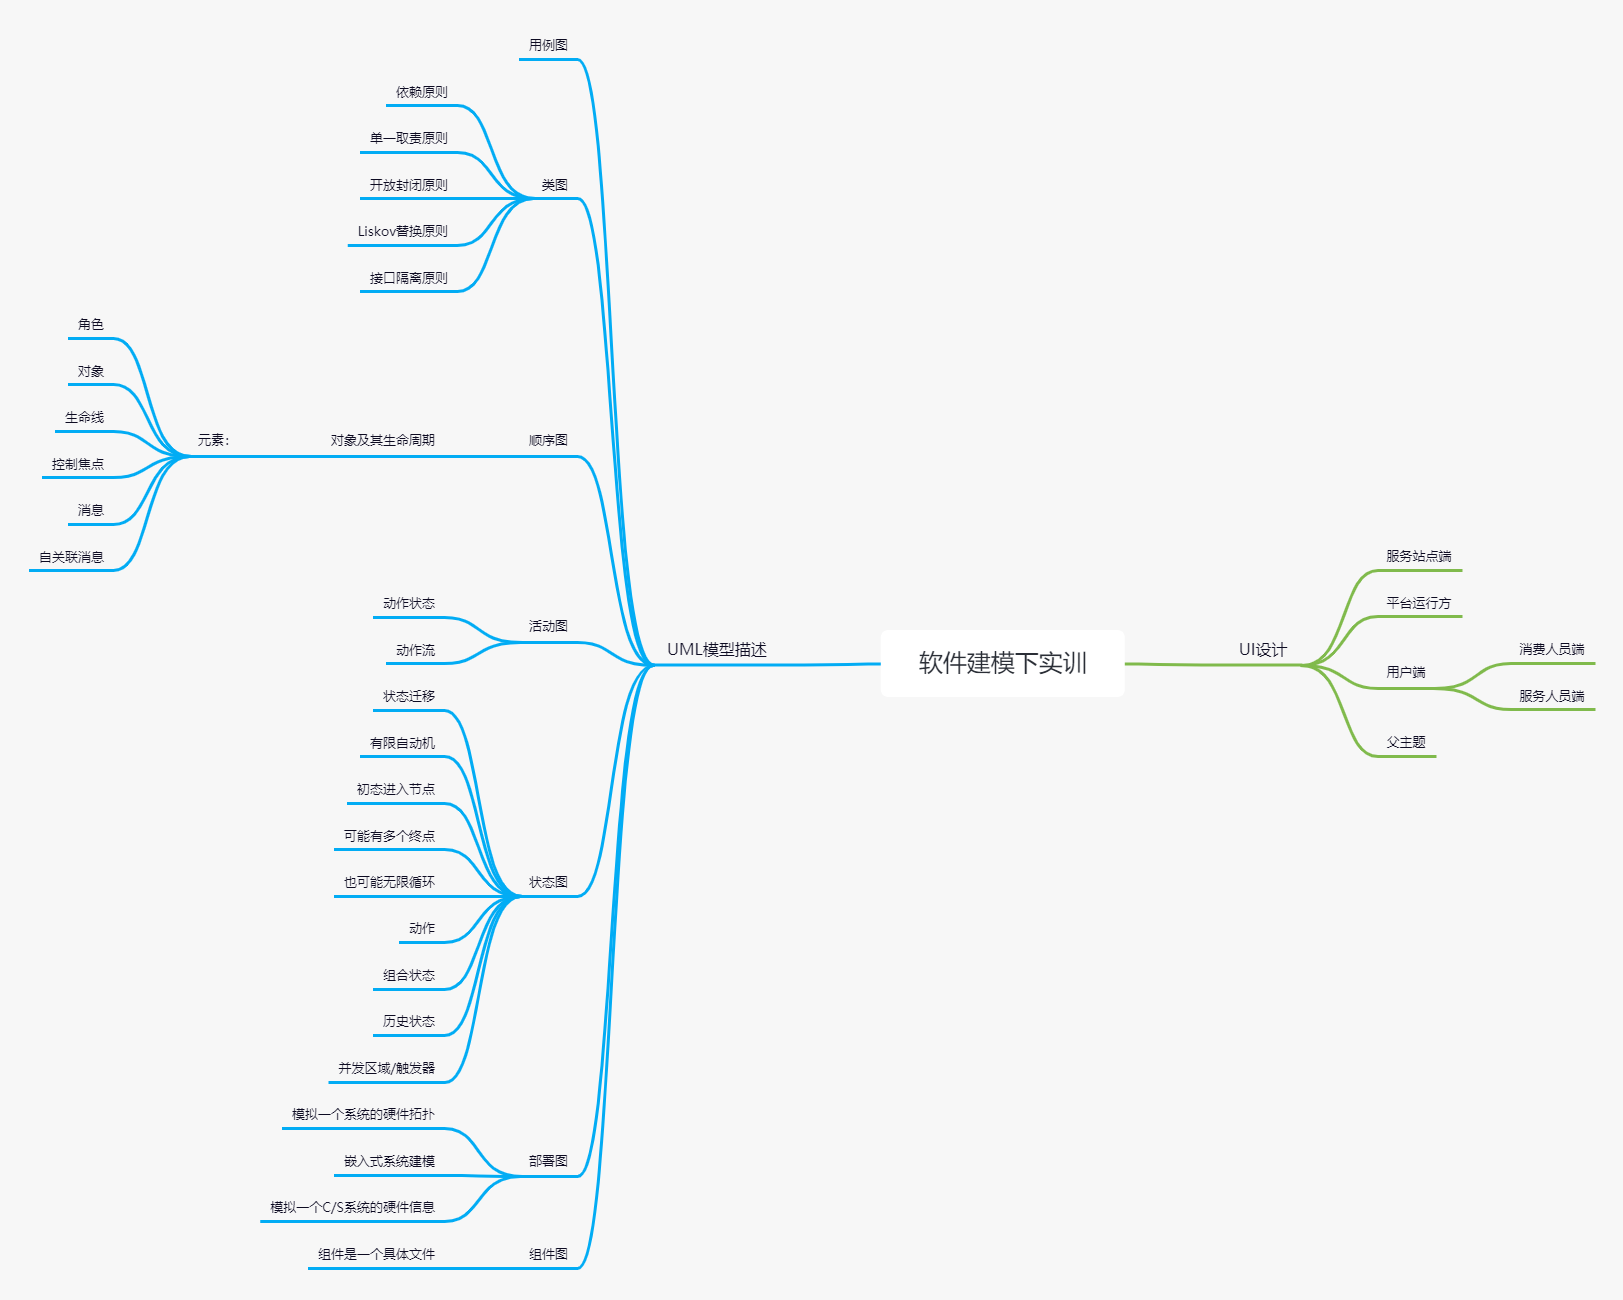 软件建模下实训
UML模型描述
用例图
类图
依赖原则
单一取责原则
开放封闭原则
Liskov替换原则
接口隔离原则
顺序图
对象及其生命周期
元素：
角色
对象
生命线
控制焦点
消息
自关联消息
活动图
动作状态
动作流
状态图
状态迁移
有限自动机
初态进入节点
可能有多个终点
也可能无限循环
动作
组合状态
历史状态
并发区域/触发器
部署图
模拟一个系统的硬件拓扑
嵌入式系统建模
模拟一个C/S系统的硬件信息
组件图
组件是一个具体文件
UI设计
服务站点端
平台运行方
用户端
消费人员端
服务人员端
父主题